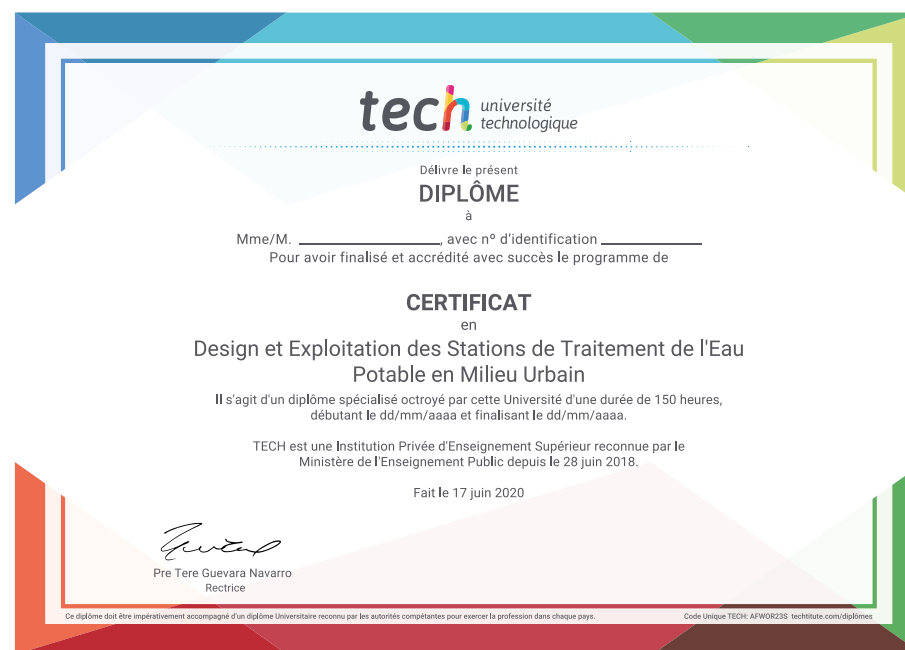 tech université
technologique
Délivre le présent
DIPLÔME
à
Mme/M. ____________________, avec nº d'identification ______________
Pour avoir finalisé et accrédité avec succès le programme de
CERTIFICAT
en
Design et Exploitation des Stations de Traitement de l'Eau
Potable en Milieu Urbain
Il s'agit d'un diplôme spécialisé octroyé par cette Université d'une durée de 150 heures,
débutant le dd/mm/aaaa et finalisant le dd/mm/aaaa.
TECH est une Institution Privée d'Enseignement Supérieur reconnue par le
Ministère de l'Enseignement Public depuis le 28 juin 2018.
Fait le 17 juin 2020
Pre Tere Guevara Navarro
Rectrice
Ce diplôme doit être impérativement accompagné d'un diplôme Universitaire reconnu par les autorités compétantes pour exercer la profession dans chaque pays.
Code Unique TECH: AFWOR23S techtitute.com/diplômes